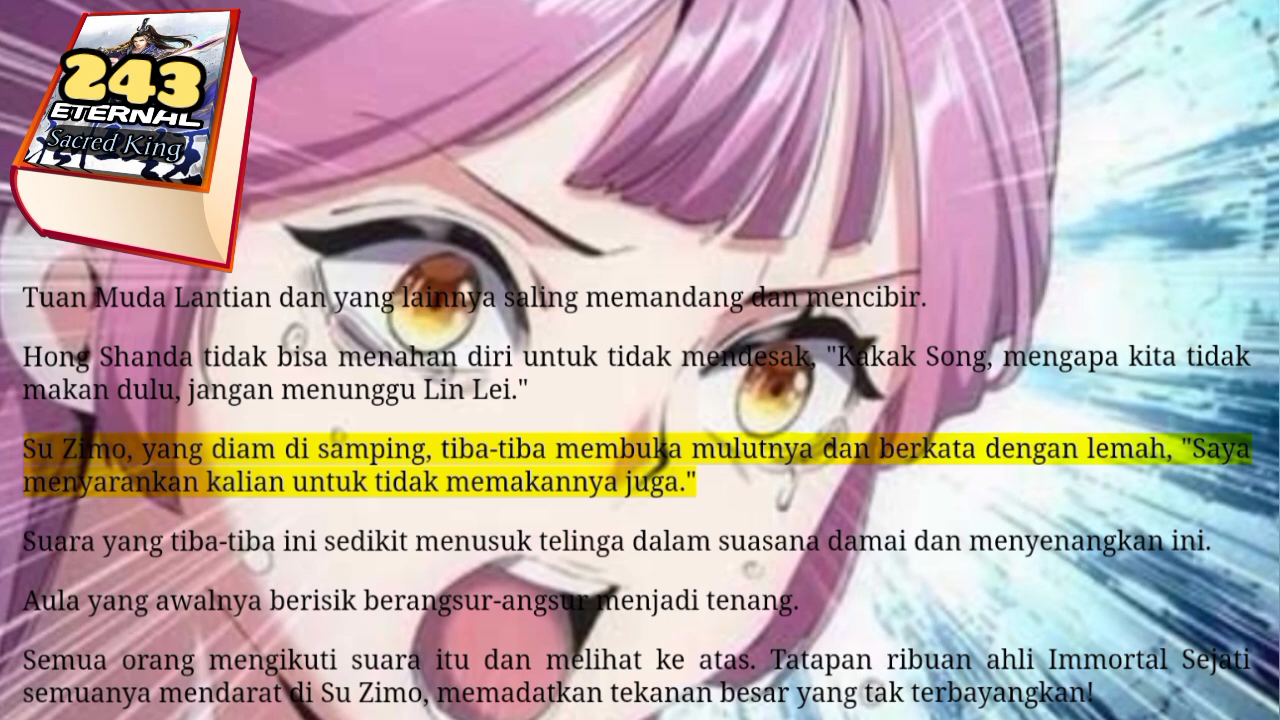 243
ETERNAL
Sacred King
Tuan Muda Lantian dan yang lainnya saling memandang dan mencibir.
Hong Shanda tidak bisa menahan diri untuk tidak mendesak, "Kakak Song, mengapa kita tidak
makan dulu, jangan menunggu Lin Lei."
Su Zimo, yang diam di samping, tiba-tiba membuka mulutnya dan berkata dengan lemah, "Saya
menyarankan kalian untuk tidak memakannya juga."
Suara yang tiba-tiba ini sedikit menusuk telinga dalam suasana damai dan menyenangkan ini.
Aula yang awalnya berisik berangsur-angsur menjadi tenang.
Semua orang mengikuti suara itu dan melihat ke atas. Tatapan ribuan ahli Immortal Sejati
semuanya mendarat di Su Zimo, memadatkan tekanan besar yang tak terbayangkan!